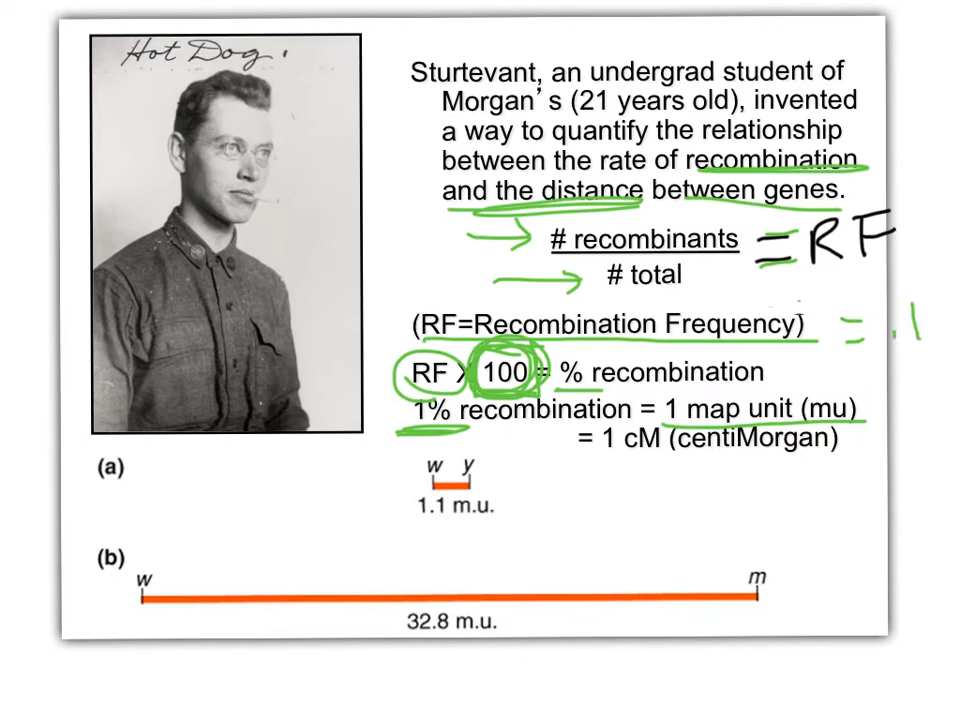 Hot Dog.
Sturtevant, an undergrad student of
Morgan's (21 years old), invented
a way to quantify the relationship
between the rate of recombination
and the distance between genes.
# recombinants = RF
# total
(RF=Recombination Frequency) = .1
RF X 100 = % recombination
1% recombination = 1 map unit (mu)
= 1 cM (centiMorgan)
(a)
w y
1.1 m.u.
(b)
w m
32.8 m.u.